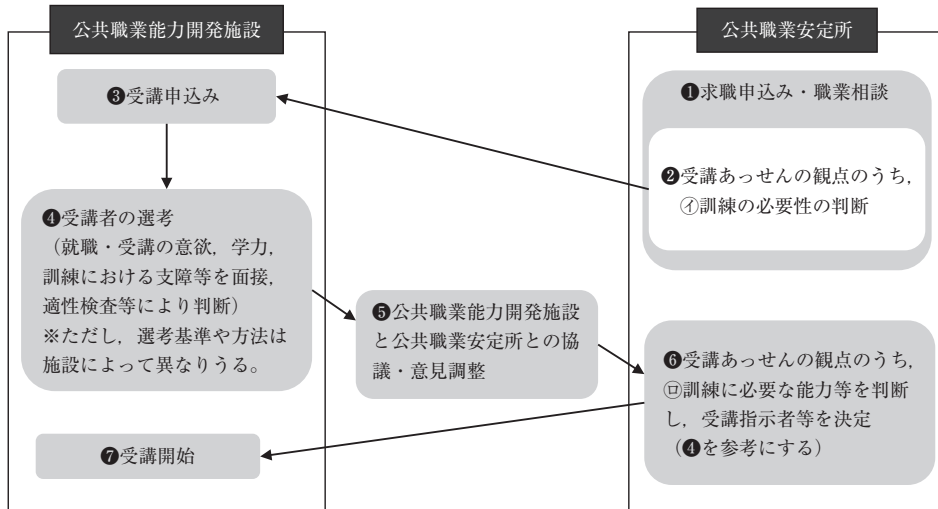 公共職業能力開発施設
公共職業安定所
❶求職申込み・職業相談
❷受講あっせんの観点のうち,
㋑訓練の必要性の判断
❸受講申込み
❹受講者の選考
(就職・受講の意欲,学力,
訓練における支障等を面接,
適性検査等により判断)
※ただし,選考基準や方法は
施設によって異なりうる。
❺公共職業能力開発施設
と公共職業安定所との協
議・意見調整
❻受講あっせんの観点のうち,
㋺訓練に必要な能力等を判断
し,受講指示者等を決定
(❹を参考にする)
❼受講開始